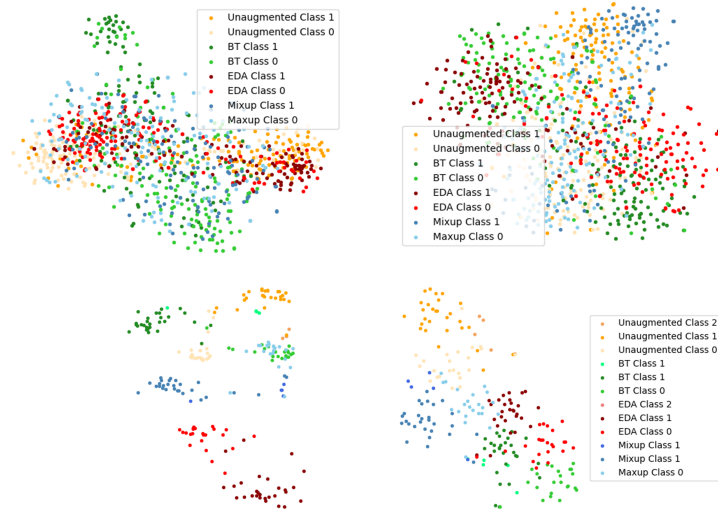 Unaugmented Class 1
Unaugmented Class 0
BT Class 1
BT Class 0
EDA Class 1
EDA Class 0
Mixup Class 1
Maxup Class 0
Unaugmented Class 1
Unaugmented Class 0
BT Class 1
BT Class 0
EDA Class 1
EDA Class 0
Mixup Class 1
Maxup Class 0
Unaugmented Class 2
Unaugmented Class 1
Unaugmented Class 0
BT Class 1
BT Class 1
BT Class 0
EDA Class 2
EDA Class 1
EDA Class 0
Mixup Class 1
Mixup Class 1
Maxup Class 0